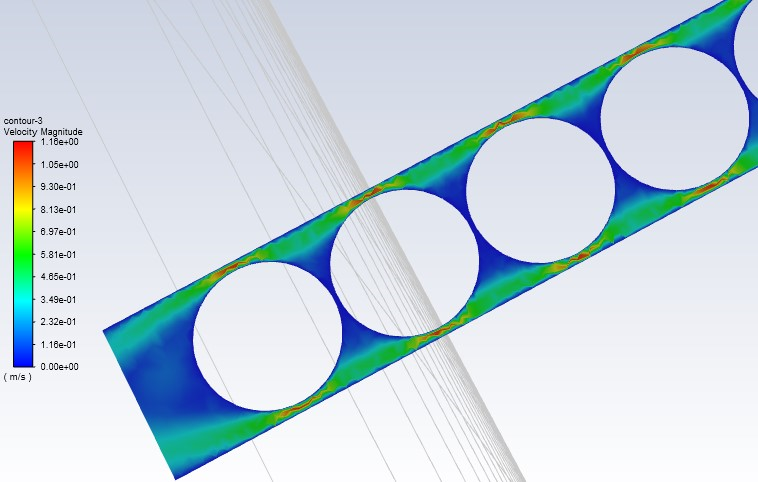 contour-3
Velocity Magnitude
1.16e+00
1.05e+00
9.30e-01
8.13e-01
6.97e-01
5.81e-01
4.65e-01
3.49e-01
2.32e-01
1.16e-01
0.00e+00
( m/s )